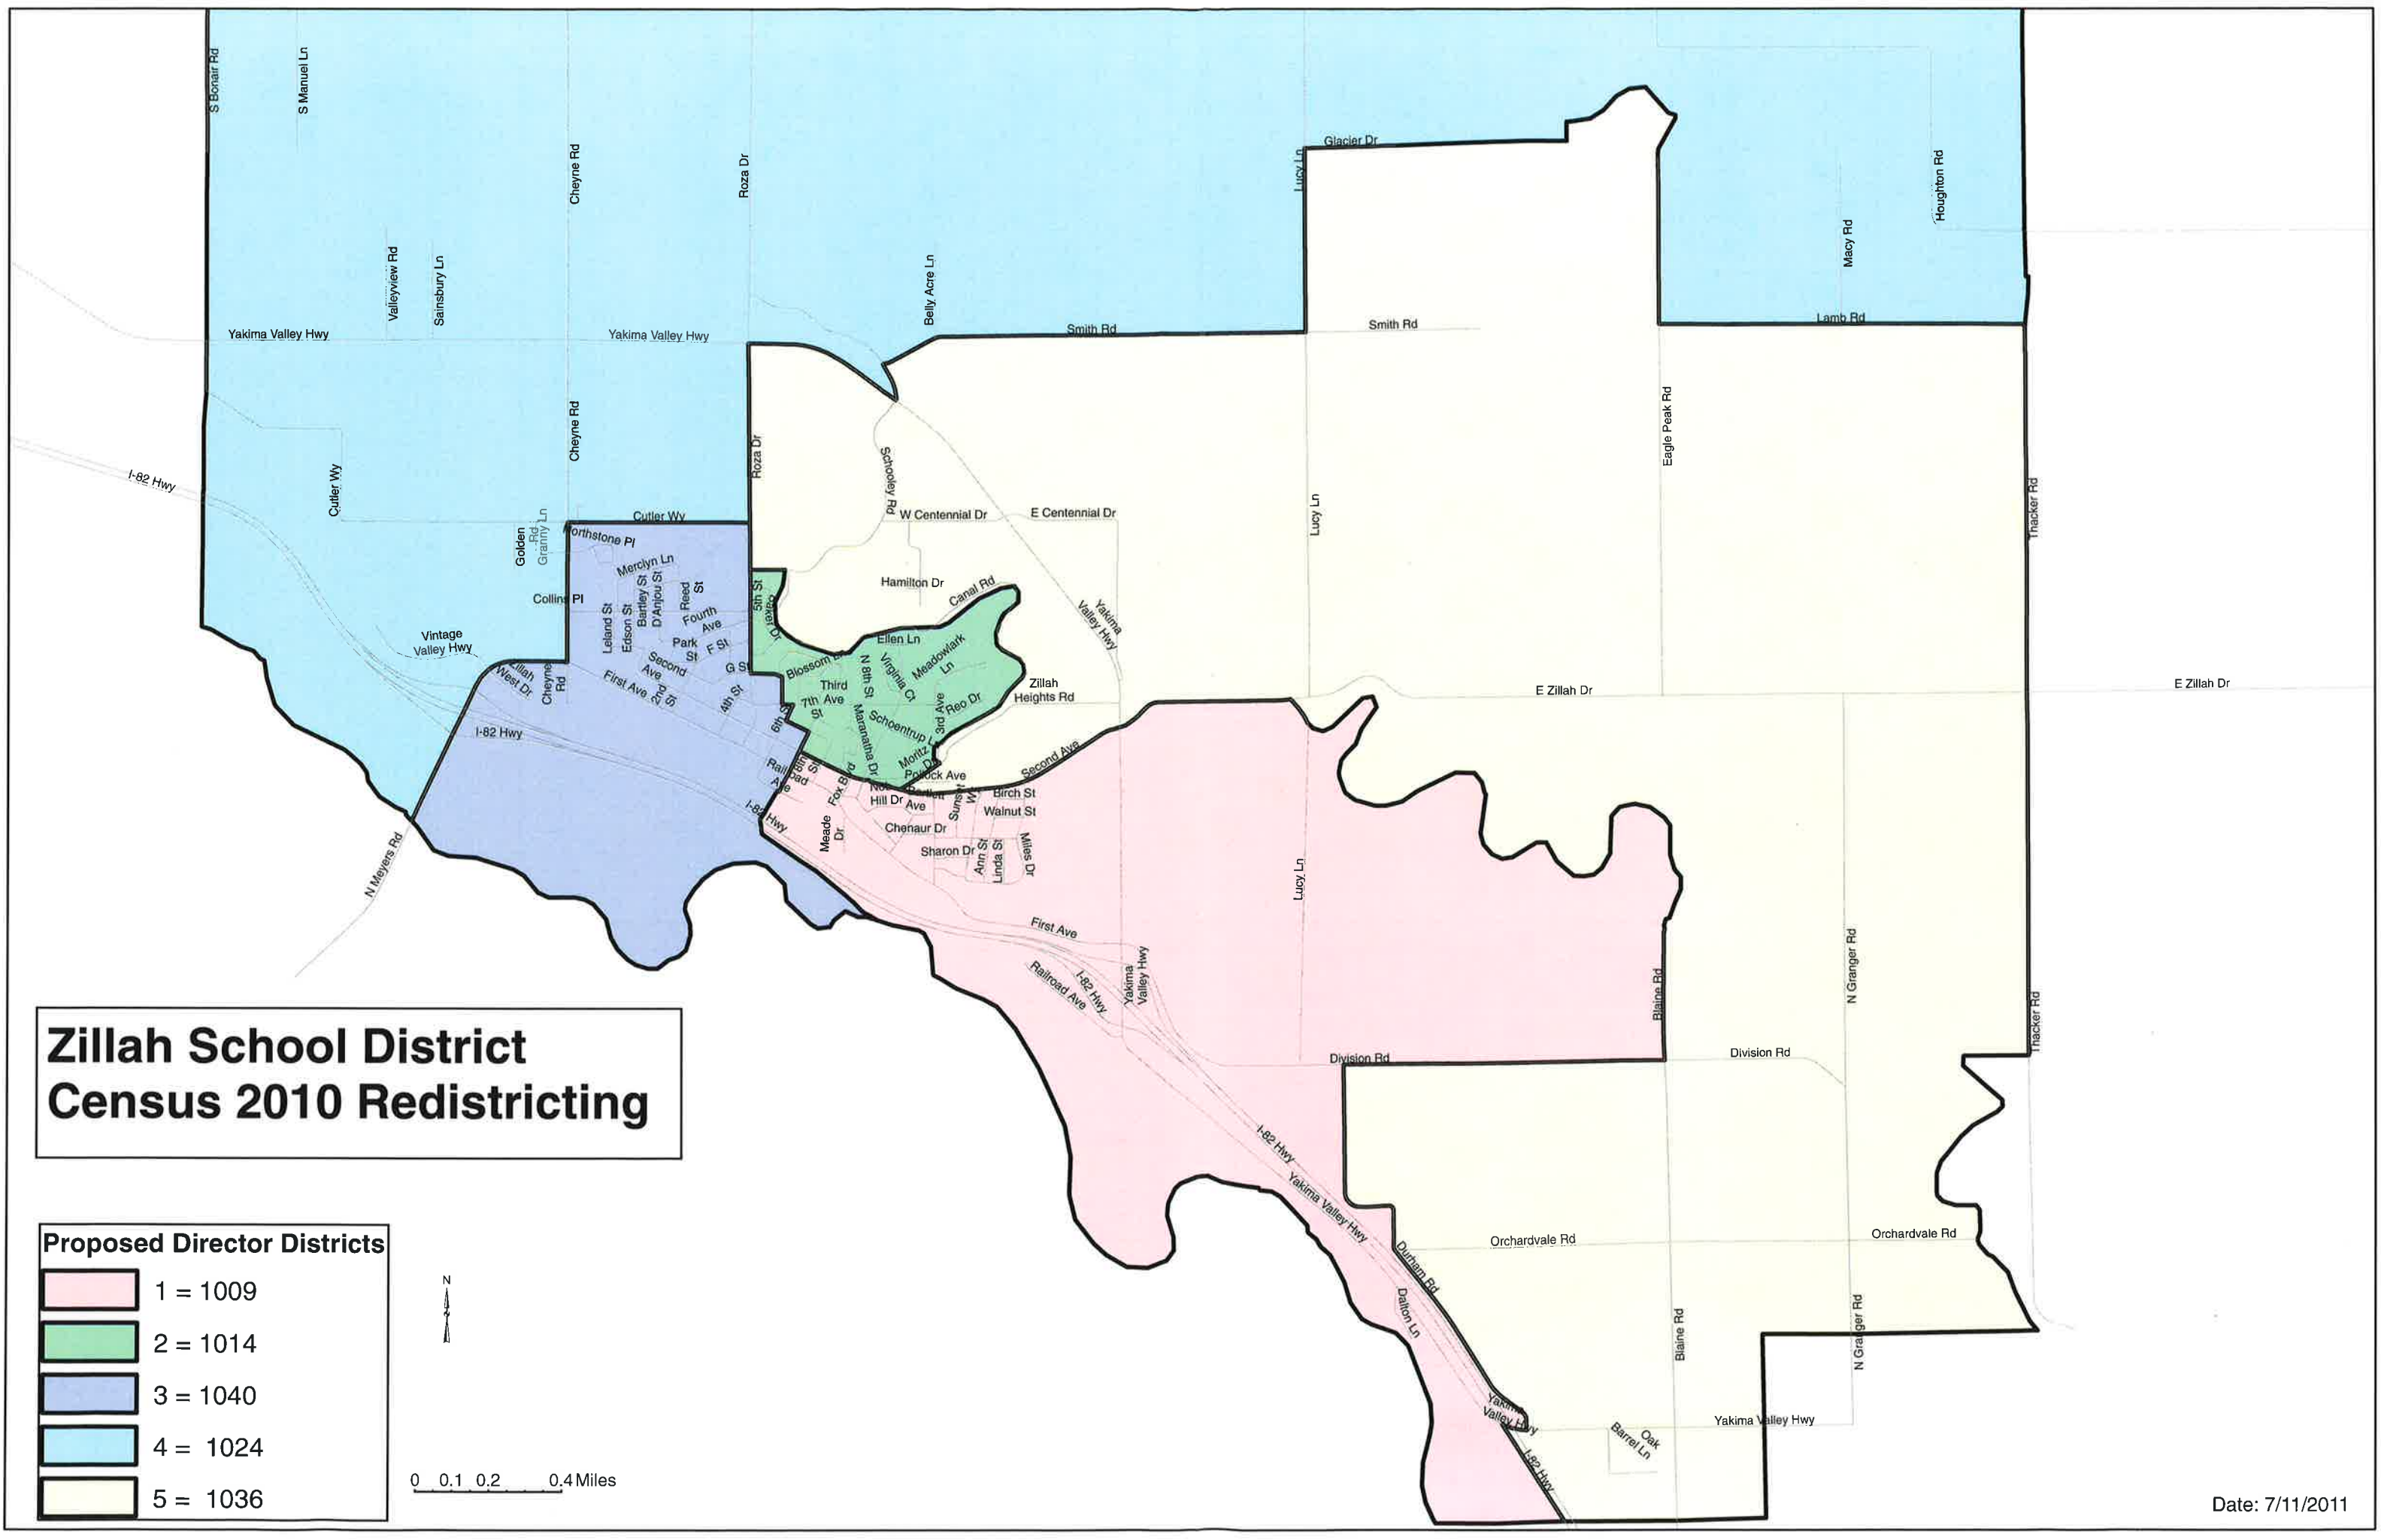 S Bonair Rd
S Manuel Ln
Cheyne Rd
Roza Dr
Lucy Ln
Glacier Dr
Houghton Rd
Macy Rd
Valleyview Rd
Sainsbury Ln
Belly Acre Ln
Yakima Valley Hwy
Yakima Valley Hwy
Smith Rd
Smith Rd
Lamb Rd
I-82 Hwy
Cutler Wy
Cheyne Rd
Roza Dr
Schooley Rd
Eagle Peak Rd
Lucy Ln
Thacker Rd
Golden
Rd
Granny Ln
Cutler Wy
W Centennial Dr
E Centennial Dr
Northstone Pl
Merclyn Ln
Collins Pl
Leland St
Edson St
Bartley St
D'Anjou St
Reed
St
Fourth
Ave
Park
St
F St
G St
Second
Ave
First Ave
2nd
St
4th St
6th St
5th St
Hamilton Dr
Canal Rd
Yakima
Valley Hwy
Vintage
Valley Hwy
Zillah
West Dr
Cheyne
Rd
I-82 Hwy
Ellen Ln
Meadowlark
Ln
Virginia Ct
N 8th St
Third
Ave
7th
St
Maranatha Dr
3rd Ave
Reo Dr
Moritz
Dr
Zillah
Heights Rd
E Zillah Dr
E Zillah Dr
Second Ave
Pollock Ave
Railroad
Ave
8th
St
Fox Blvd
Hill Dr
Bartlett
Ave
Birch St
Walnut St
Meade
Dr
Chenaur Dr
Sharon Dr
Ann St
Linda St
Miles Dr
I-82 Hwy
N Meyers Rd
Lucy Ln
First Ave
Railroad Ave
I-82 Hwy
Yakima
Valley Hwy
Blaine Rd
N Granger Rd
Thacker Rd
Division Rd
Division Rd
Zillah School District
Census 2010 Redistricting
I-82 Hwy
Yakima Valley Hwy
Orchardvale Rd
Orchardvale Rd
Durham Rd
Dalton Ln
Blaine Rd
N Granger Rd
Yakima
Valley Hwy
Yakima Valley Hwy
Oak
Barrel Ln
I-82 Hwy
Proposed Director Districts
1 = 1009
2 = 1014
3 = 1040
4 = 1024
5 = 1036
N
0 0.1 0.2 0.4 Miles
Date: 7/11/2011